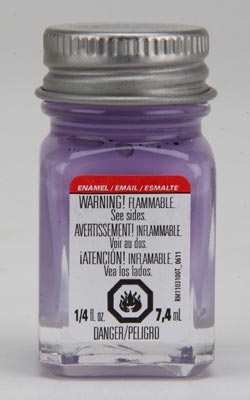 ENAMEL / EMAIL / ESMALTE
WARNING! FLAMMABLE.
See sides.
AVERTISSEMENT! INFLAMMABLE.
Voir au dos.
¡ATENCIÓN! INFLAMABLE.
Vea los lados.
1/4 fl. oz. 7,4 mL
DANGER/PELIGRO
BN1103100T_0611